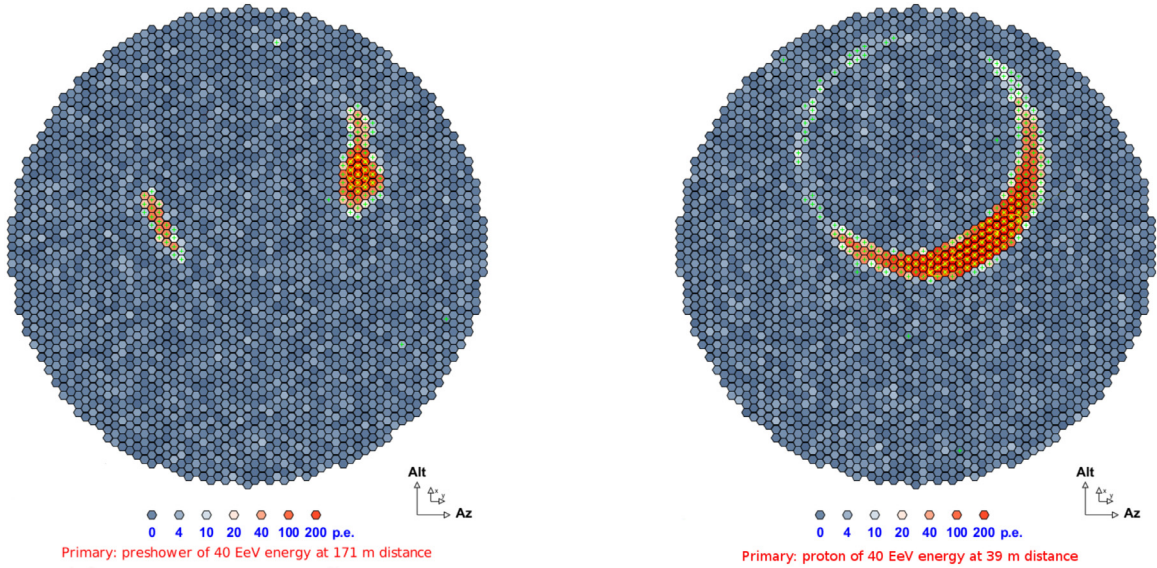 Alt
x
y
Az
0 4 10 20 40 100 200 p.e.
Primary: preshower of 40 EeV energy at 171 m distance
Alt
x
y
Az
0 4 10 20 40 100 200 p.e.
Primary: proton of 40 EeV energy at 39 m distance